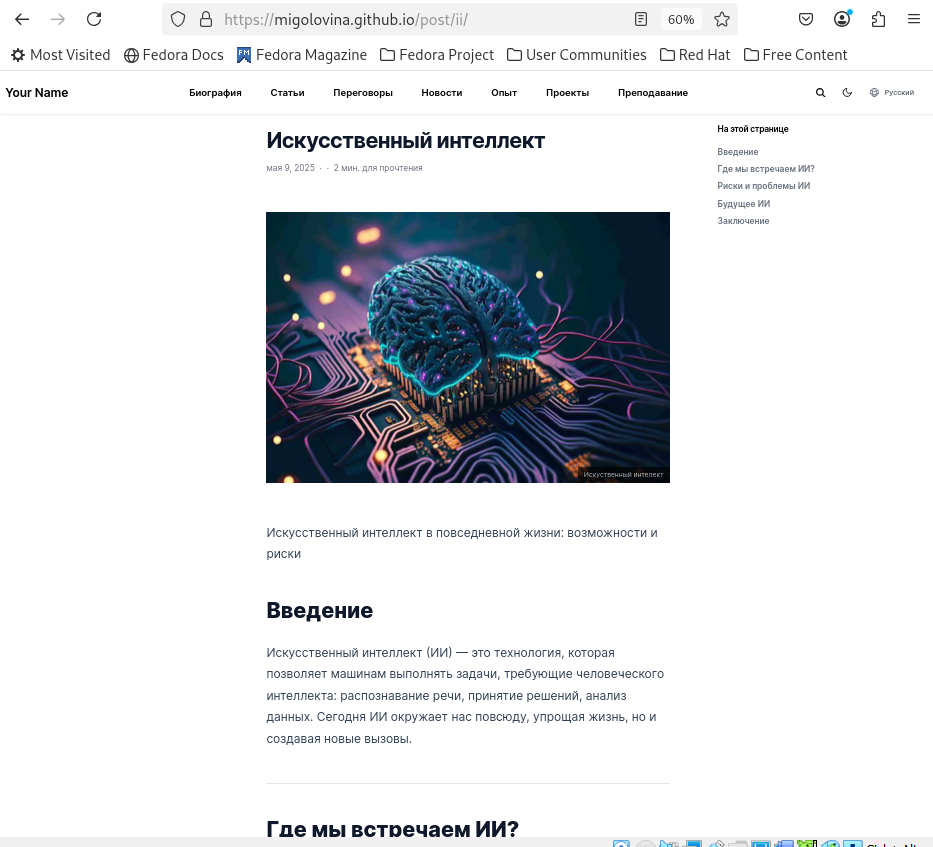 https://migolovina.github.io/post/ii/
60%
Most Visited
Fedora Docs
FM
Fedora Magazine
Fedora Project
User Communities
Red Hat
Free Content
Your Name
Биография
Статьи
Переговоры
Новости
Опыт
Проекты
Преподавание
Русский
Искусственный интеллект
мая 9, 2025 · · 2 мин. для прочтения
На этой странице
Введение
Где мы встречаем ИИ?
Риски и проблемы ИИ
Будущее ИИ
Заключение
Искуственный интелект
Искусственный интеллект в повседневной жизни: возможности и
риски
Введение
Искусственный интеллект (ИИ) — это технология, которая
позволяет машинам выполнять задачи, требующие человеческого
интеллекта: распознавание речи, принятие решений, анализ
данных. Сегодня ИИ окружает нас повсюду, упрощая жизнь, но и
создавая новые вызовы.
Где мы встречаем ИИ?